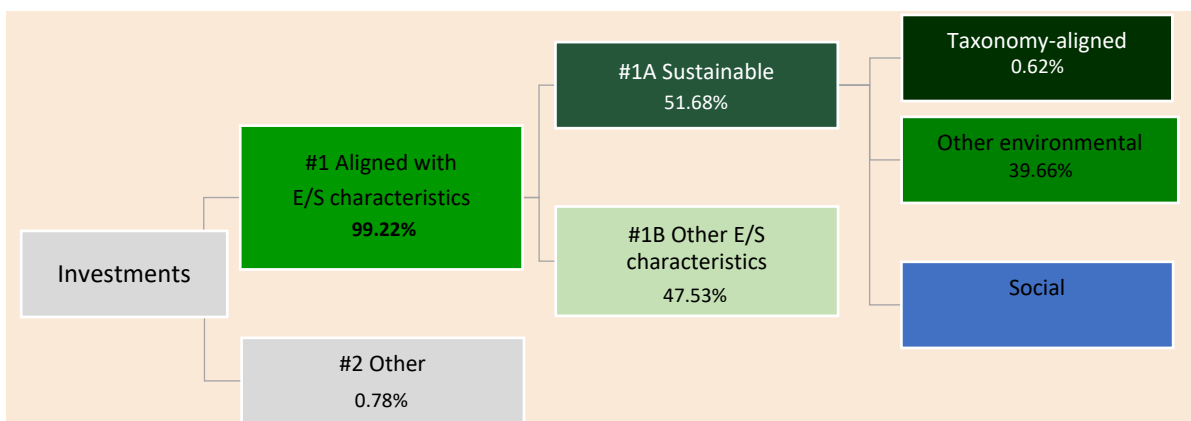 Investments
#1 Aligned with
E/S characteristics
99.22%
#2 Other
0.78%
#1A Sustainable
51.68%
#1B Other E/S
characteristics
47.53%
Taxonomy-aligned
0.62%
Other environmental
39.66%
Social